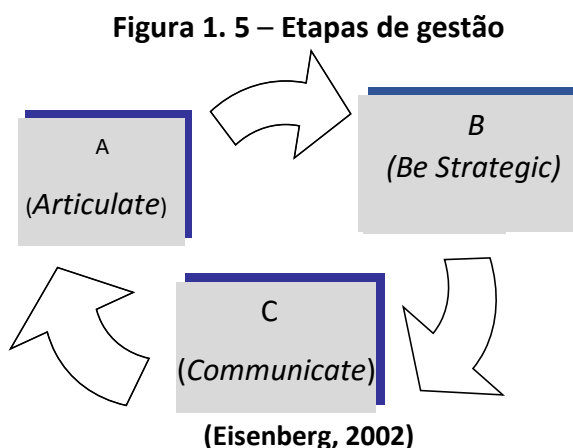 Figura 1. 5 – Etapas de gestão
A
(Articulate)
B
(Be Strategic)
C
(Communicate)
(Eisenberg, 2002)